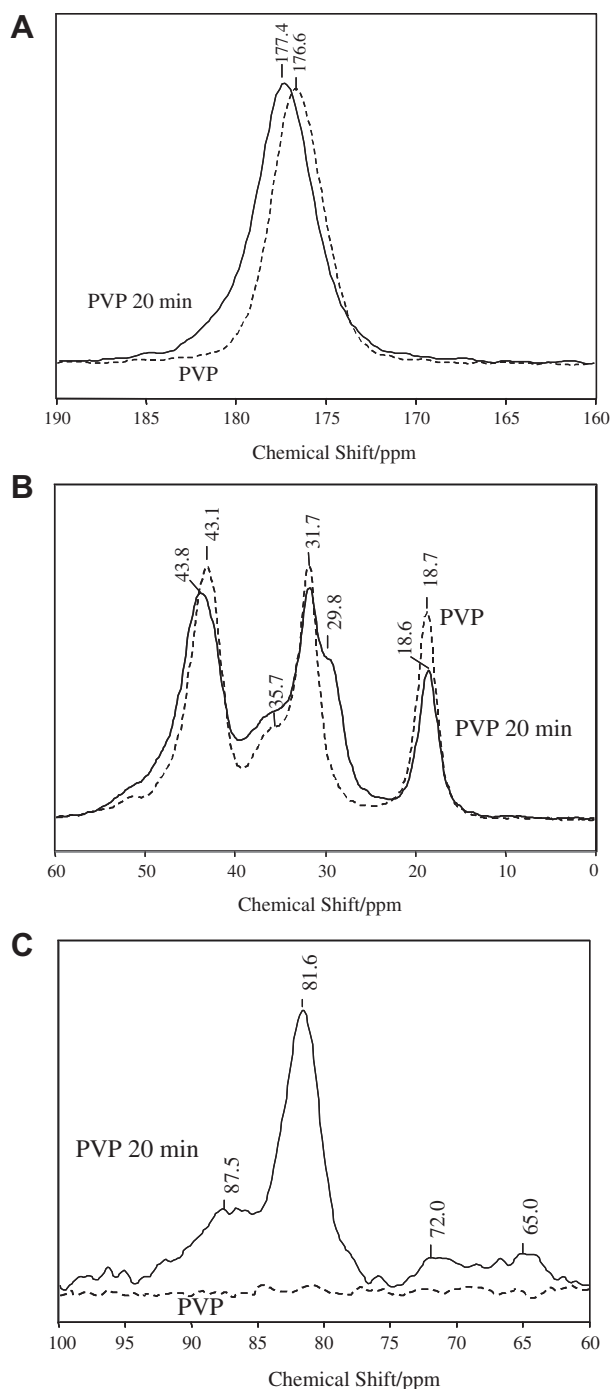 A
177.4
176.6
PVP 20 min
PVP
190 185 180 175 170 165 160
Chemical Shift/ppm
B
43.8
43.1
35.7
31.7
29.8
18.6
18.7
PVP
PVP 20 min
60 50 40 30 20 10 0
Chemical Shift/ppm
C
87.5
81.6
72.0
65.0
PVP 20 min
PVP
100 95 90 85 80 75 70 65 60
Chemical Shift/ppm